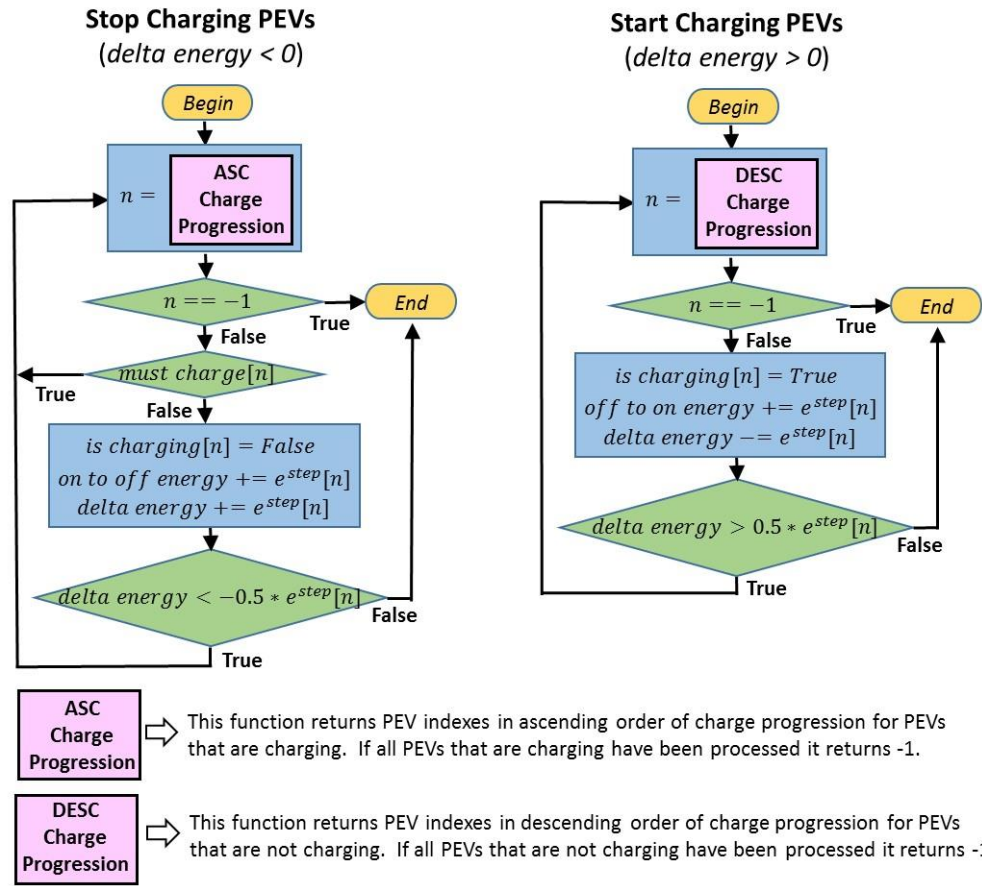 Stop Charging PEVs
(delta energy < 0)
Begin
n =
ASC
Charge
Progression
n == −1
True
End
False
must charge[n]
True
False
is charging[n] = False
on to off energy += e^step[n]
delta energy += e^step[n]
delta energy < −0.5 * e^step[n]
False
True
Start Charging PEVs
(delta energy > 0)
Begin
n =
DESC
Charge
Progression
n == −1
True
End
False
is charging[n] = True
off to on energy += e^step[n]
delta energy −= e^step[n]
delta energy > 0.5 * e^step[n]
False
True
ASC
Charge
Progression
This function returns PEV indexes in ascending order of charge progression for PEVs
that are charging. If all PEVs that are charging have been processed it returns -1.
DESC
Charge
Progression
This function returns PEV indexes in descending order of charge progression for PEVs
that are not charging. If all PEVs that are not charging have been processed it returns -1